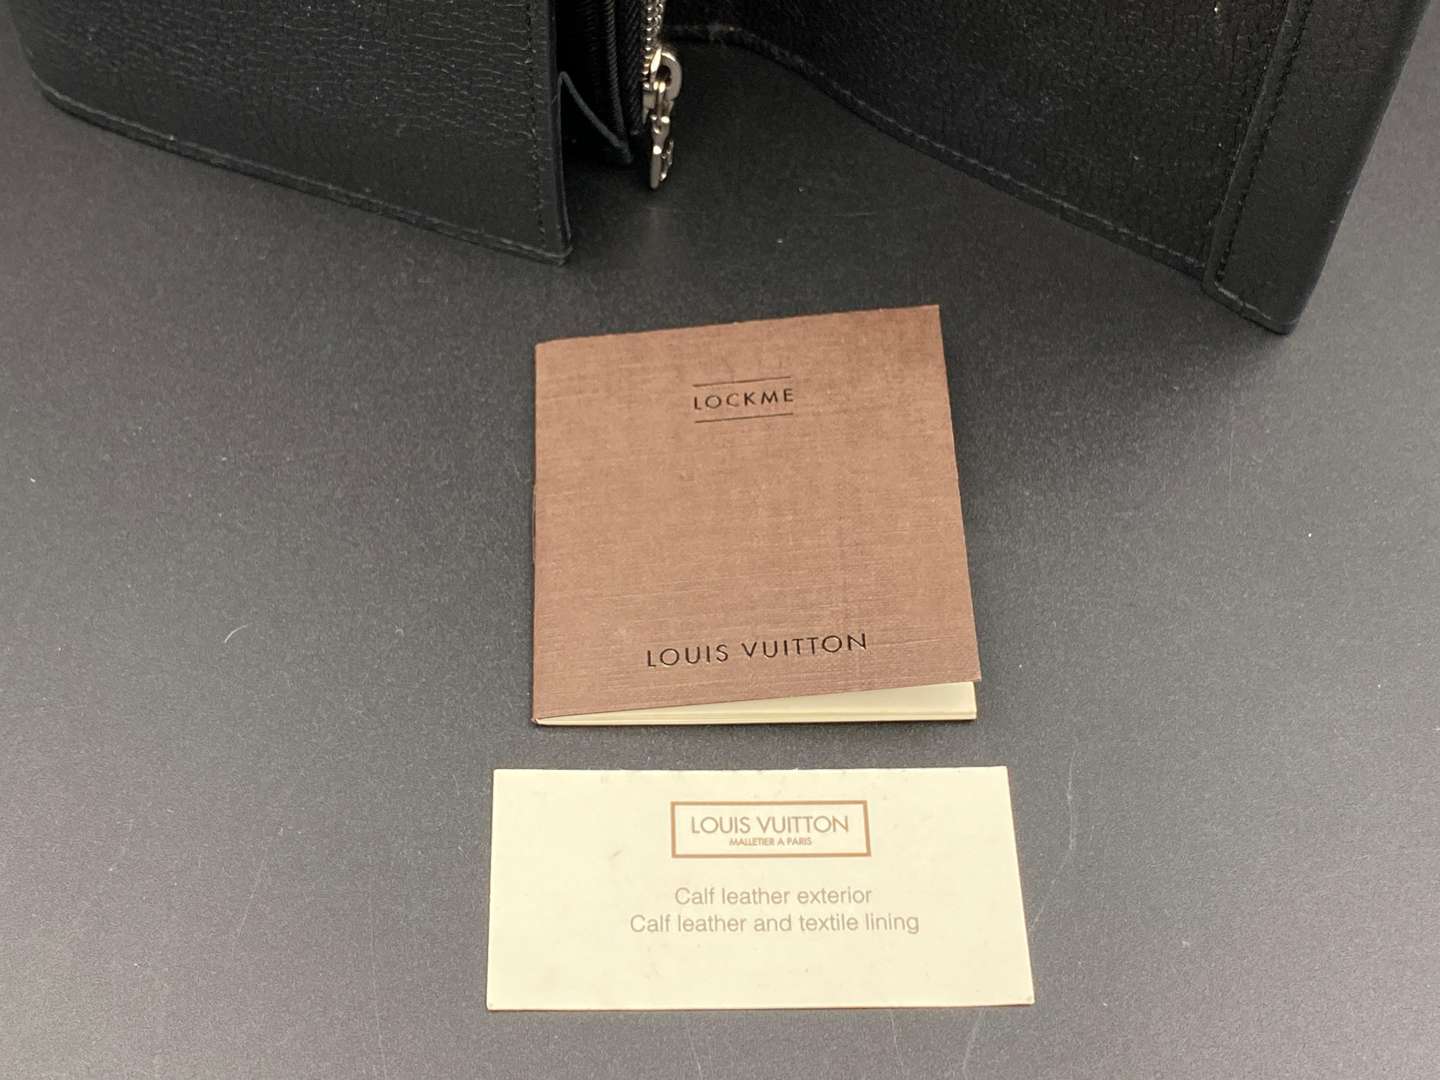 LOCKME
LOUIS VUITTON
LOUIS VUITTON
MALLETIER A PARIS
Calf leather exterior
Calf leather and textile lining